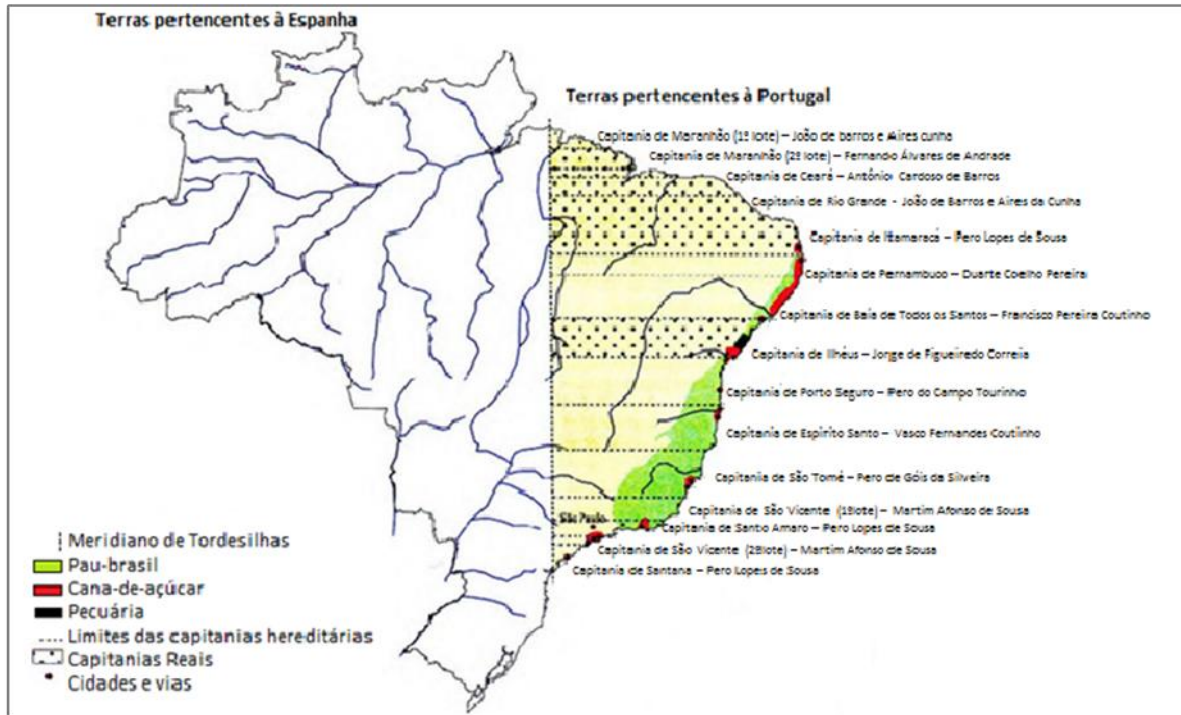 Terras pertencentes à Espanha
Terras pertencentes à Portugal
Capitania de Maranhão (1º lote) – João de barros e Aires cunha
Capitania de Maranhão (2º lote) – Fernando Álvares de Andrade
Capitania de Ceará – Antônio Cardoso de Barros
Capitania de Rio Grande - João de Barros e Aires da Cunha
Capitania de Itamaracá – Pero Lopes de Sousa
Capitania de Pernambuco – Duarte Coelho Pereira
Capitania de Baía de Todos os Santos – Francisco Pereira Coutinho
Capitania de Ilhéus – Jorge de Figueiredo Correia
Capitania de Porto Seguro – Pero do Campo Tourinho
Capitania de Espírito Santo – Vasco Fernandes Coutinho
Capitania de São Tomé – Pero de Góis da Silveira
Capitania de São Vicente (1ºlote) – Martim Afonso de Sousa
São Paulo
Capitania de Santo Amaro – Pero Lopes de Sousa
Capitania de São Vicente (2ºlote) – Martim Afonso de Sousa
Capitania de Santana – Pero Lopes de Sousa
Meridiano de Tordesilhas
Pau-brasil
Cana-de-açúcar
Pecuária
Limites das capitanias hereditárias
Capitanias Reais
Cidades e vias